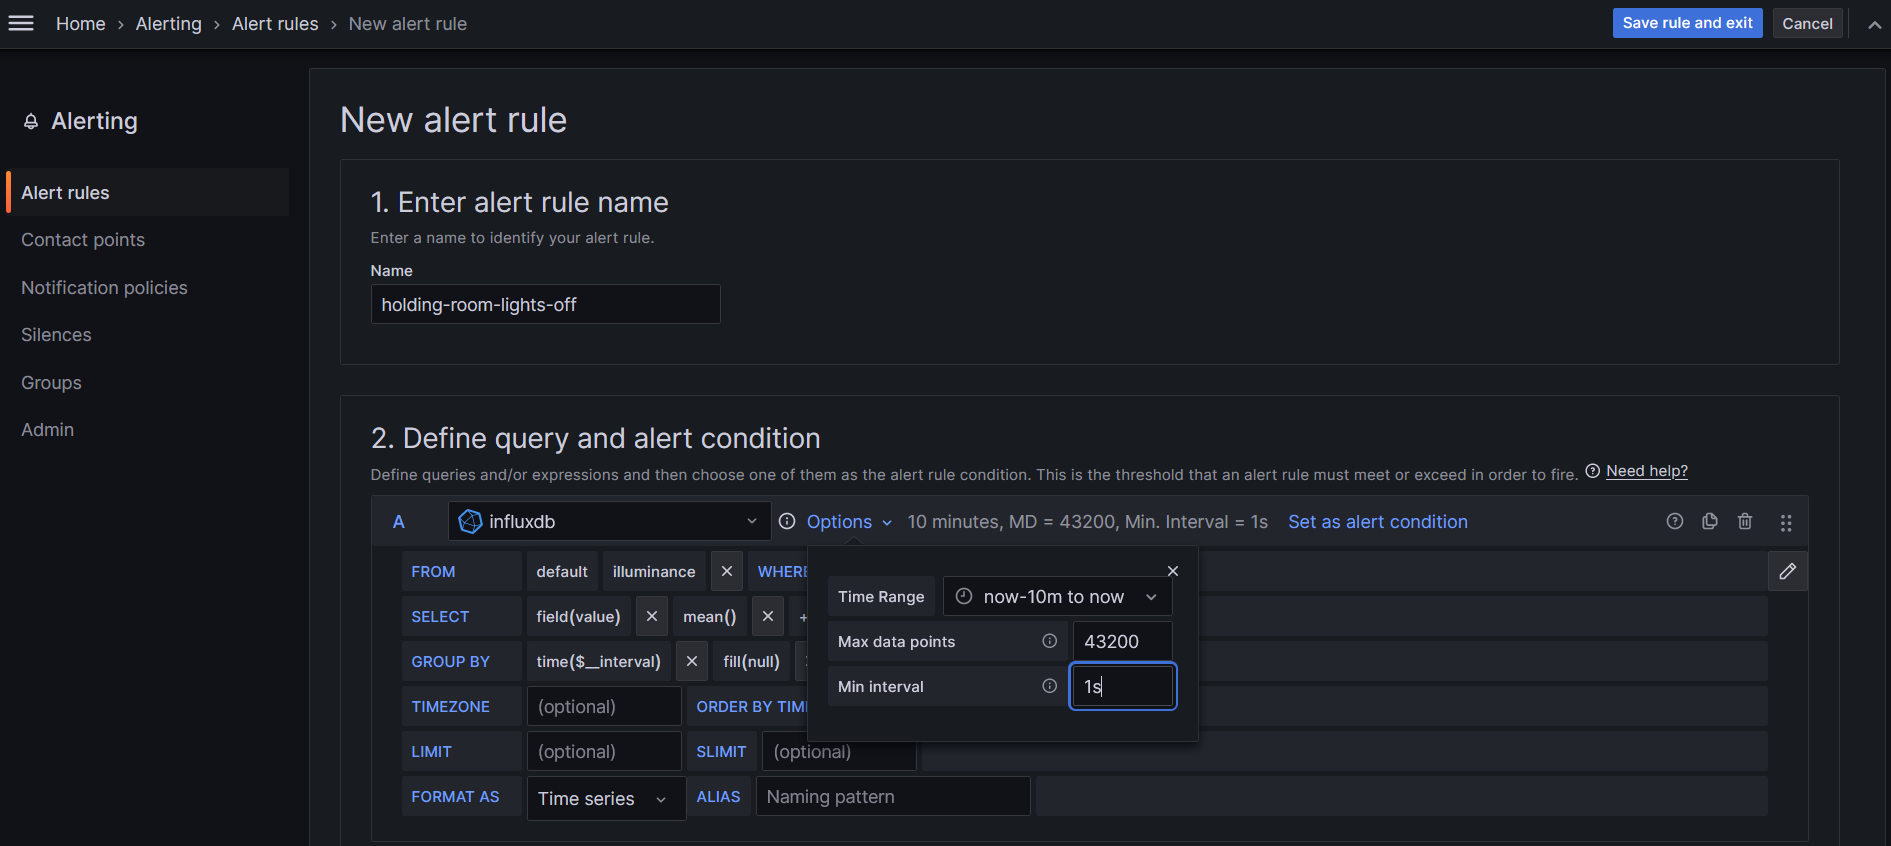 Home › Alerting › Alert rules › New alert rule
Save rule and exit
Cancel
Alerting
Alert rules
Contact points
Notification policies
Silences
Groups
Admin
New alert rule
1. Enter alert rule name
Enter a name to identify your alert rule.
Name
holding-room-lights-off
2. Define query and alert condition
Define queries and/or expressions and then choose one of them as the alert rule condition. This is the threshold that an alert rule must meet or exceed in order to fire. Need help?
A influxdb Options 10 minutes, MD = 43200, Min. Interval = 1s Set as alert condition
FROM default illuminance WHERE
SELECT field(value) mean() +
GROUP BY time($__interval) fill(null)
TIMEZONE (optional) ORDER BY TIM
LIMIT (optional) SLIMIT (optional)
FORMAT AS Time series ALIAS Naming pattern
Time Range now-10m to now
Max data points 43200
Min interval 1s